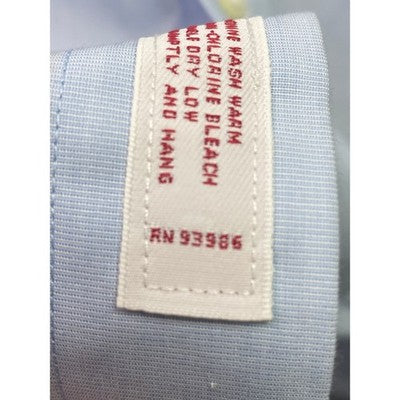 WASH WARM
CHLORINE BLEACH
DRY LOW
AND HANG
RN 93986